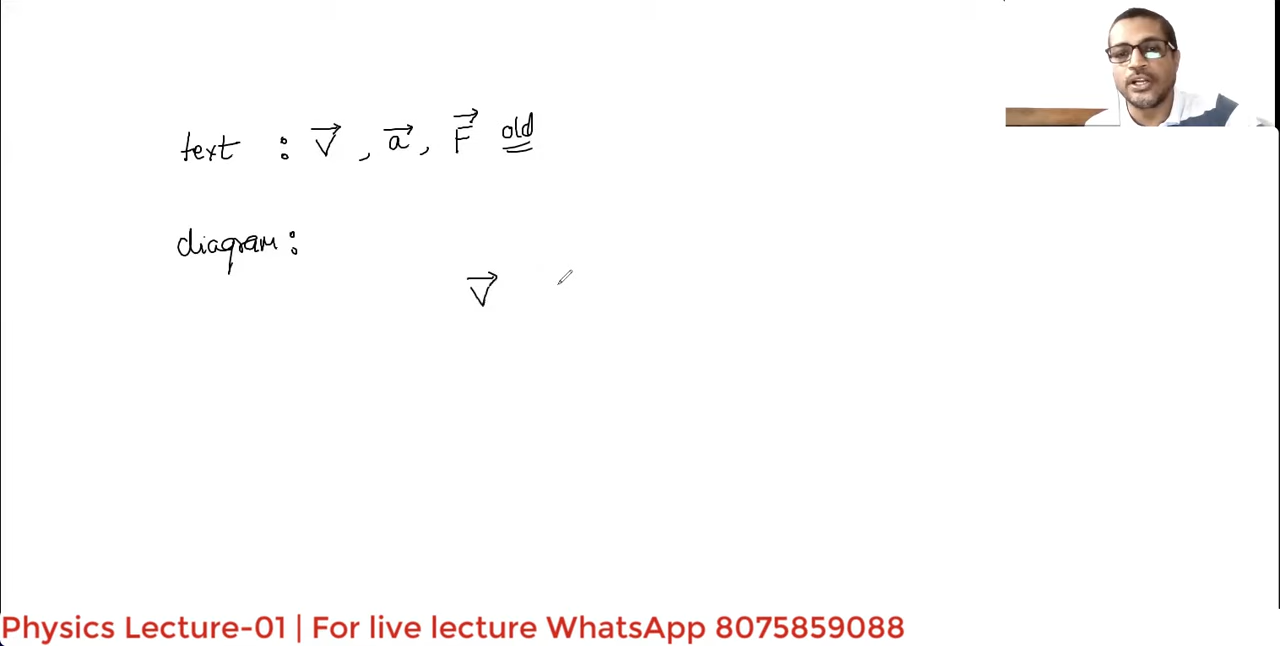 text : V⃗ , a⃗ , F⃗ old
diagram :
V⃗
Physics Lecture-01 | For live lecture WhatsApp 8075859088